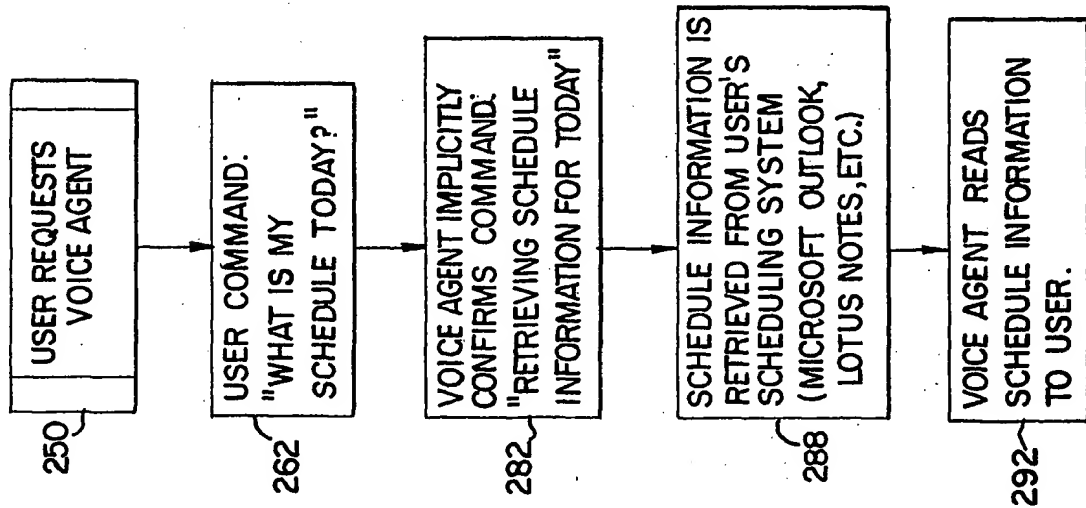 USER REQUESTS
VOICE AGENT
250
USER COMMAND:
"WHAT IS MY
SCHEDULE TODAY?"
262
VOICE AGENT IMPLICITLY
CONFIRMS COMMAND:
"RETRIEVING SCHEDULE
INFORMATION FOR TODAY"
282
SCHEDULE INFORMATION IS
RETRIEVED FROM USER'S
SCHEDULING SYSTEM
(MICROSOFT OUTLOOK,
LOTUS NOTES, ETC.)
288
VOICE AGENT READS
SCHEDULE INFORMATION
TO USER.
292